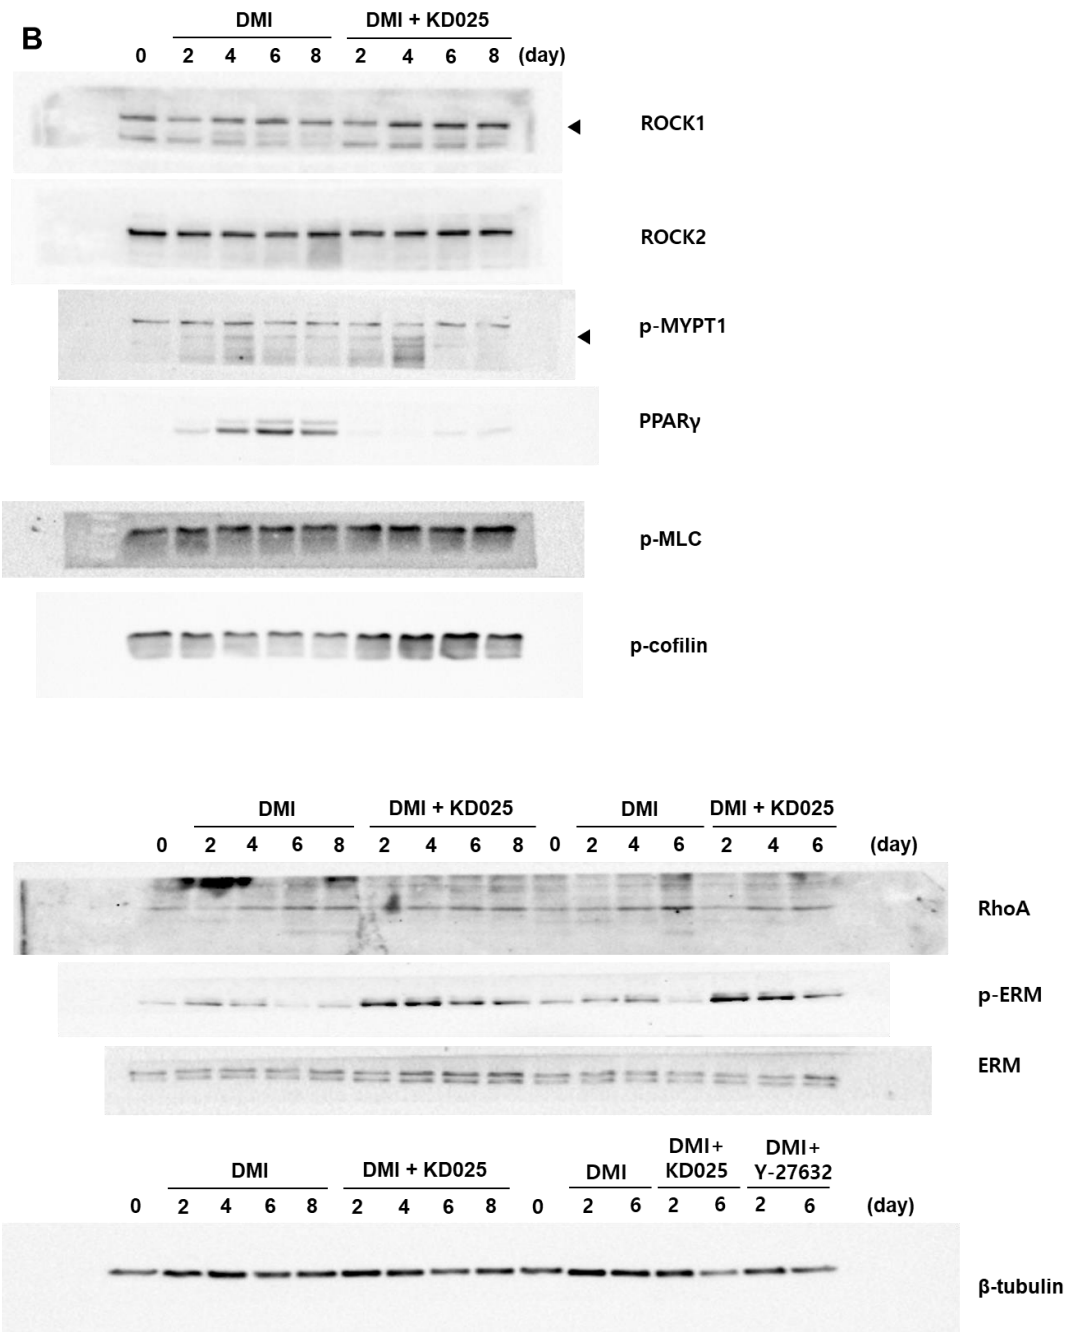 B
DMI DMI + KD025
0 2 4 6 8 2 4 6 8 (day)
ROCK1
ROCK2
p-MYPT1
PPARγ
p-MLC
p-cofilin
DMI DMI + KD025 DMI DMI + KD025
0 2 4 6 8 2 4 6 8 0 2 4 6 2 4 6 (day)
RhoA
p-ERM
ERM
DMI DMI + KD025 DMI DMI+ KD025 DMI+ Y-27632
0 2 4 6 8 2 4 6 8 0 2 6 2 6 2 6 (day)
β-tubulin